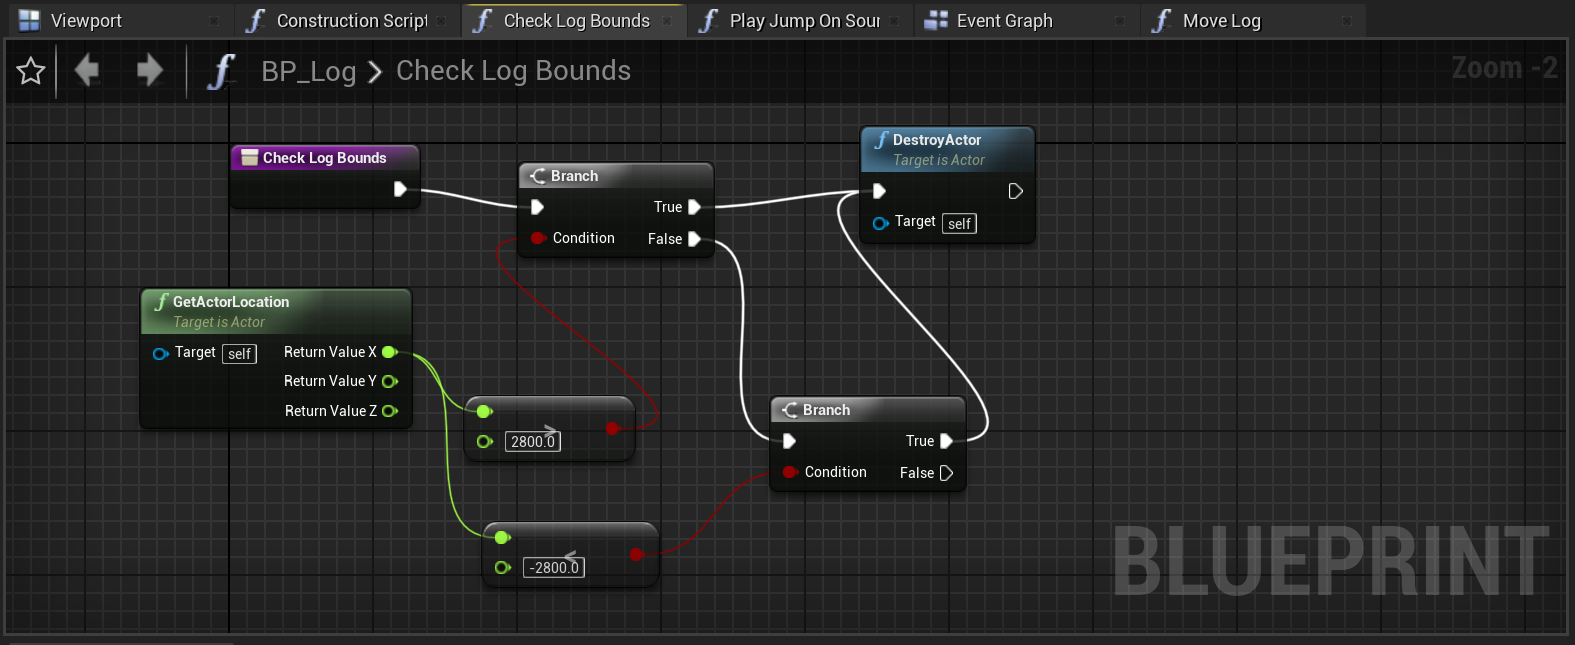 Viewport
Construction Script
Check Log Bounds
Play Jump On Sour
Event Graph
Move Log
BP_Log > Check Log Bounds
Zoom -2
Check Log Bounds
Branch
True
Condition
False
DestroyActor
Target is Actor
Target self
GetActorLocation
Target is Actor
Target self
Return Value X
Return Value Y
Return Value Z
>
2800.0
Branch
True
Condition
False
<
-2800.0
BLUEPRINT